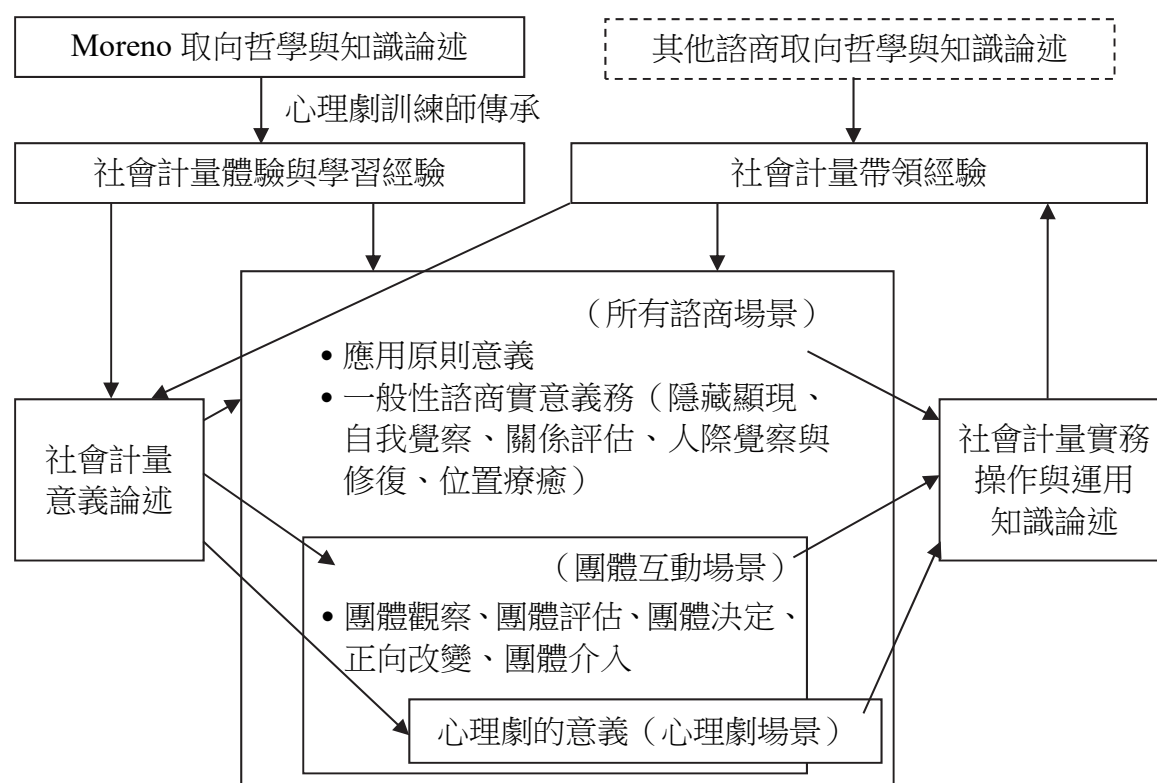 Moreno 取向哲學與知識論述
其他諮商取向哲學與知識論述
心理劇訓練師傳承
社會計量體驗與學習經驗
社會計量帶領經驗
（所有諮商場景）
• 應用原則意義
• 一般性諮商實意義務（隱藏顯現、
自我覺察、關係評估、人際覺察與
修復、位置療癒）
社會計量
意義論述
社會計量實務
操作與運用
知識論述
（團體互動場景）
• 團體觀察、團體評估、團體決定、
正向改變、團體介入
心理劇的意義（心理劇場景）